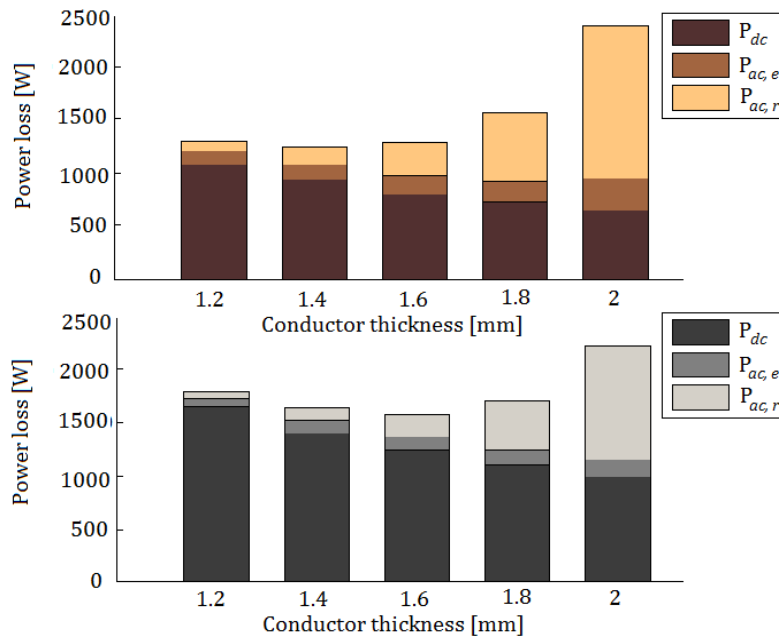 2500
2000
1500
1000
500
0
Power loss [W]
1.2 1.4 1.6 1.8 2
Conductor thickness [mm]
P_dc
P_ac, e
P_ac, r
2500
2000
1500
1000
500
0
Power loss [W]
1.2 1.4 1.6 1.8 2
Conductor thickness [mm]
P_dc
P_ac, e
P_ac, r